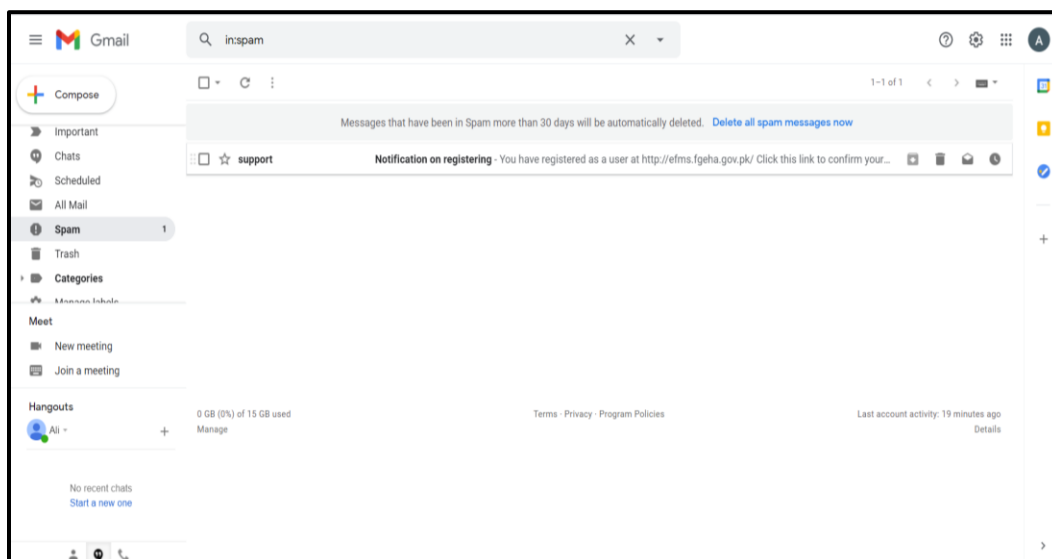 Gmail
in:spam
A
Compose
1–1 of 1
Messages that have been in Spam more than 30 days will be automatically deleted. Delete all spam messages now
Important
Chats
Scheduled
All Mail
Spam 1
Trash
Categories
Manage labels
support Notification on registering - You have registered as a user at http://efms.fgeha.gov.pk/ Click this link to confirm your...
Meet
New meeting
Join a meeting
Hangouts
Ali
No recent chats
Start a new one
0 GB (0%) of 15 GB used
Manage
Terms · Privacy · Program Policies
Last account activity: 19 minutes ago
Details